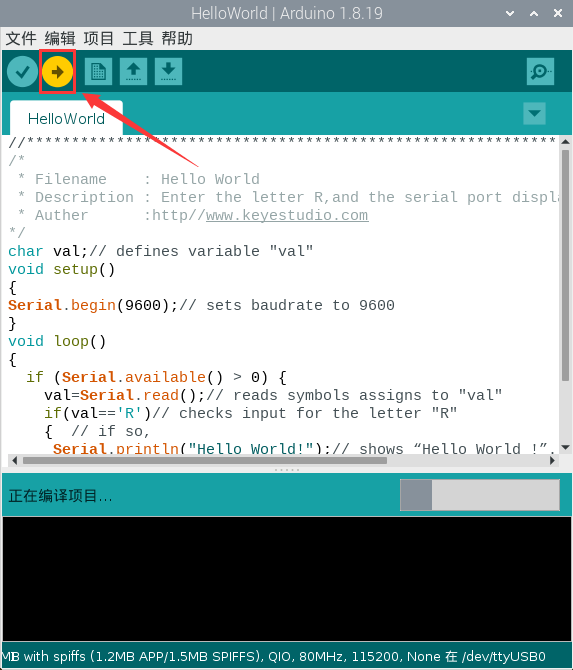 HelloWorld | Arduino 1.8.19
文件 编辑 项目 工具 帮助
HelloWorld
//***********************************************************
/*
* Filename    : Hello World
* Description : Enter the letter R,and the serial port displ
* Auther      :http//www.keyestudio.com
*/
char val;// defines variable "val"
void setup()
{
Serial.begin(9600);// sets baudrate to 9600
}
void loop()
{
if (Serial.available() > 0) {
val=Serial.read();// reads symbols assigns to "val"
if(val=='R')// checks input for the letter "R"
{  // if so,
Serial.println("Hello World!");// shows “Hello World !”.
正在编译项目...
MB with spiffs (1.2MB APP/1.5MB SPIFFS), QIO, 80MHz, 115200, None 在 /dev/ttyUSB0